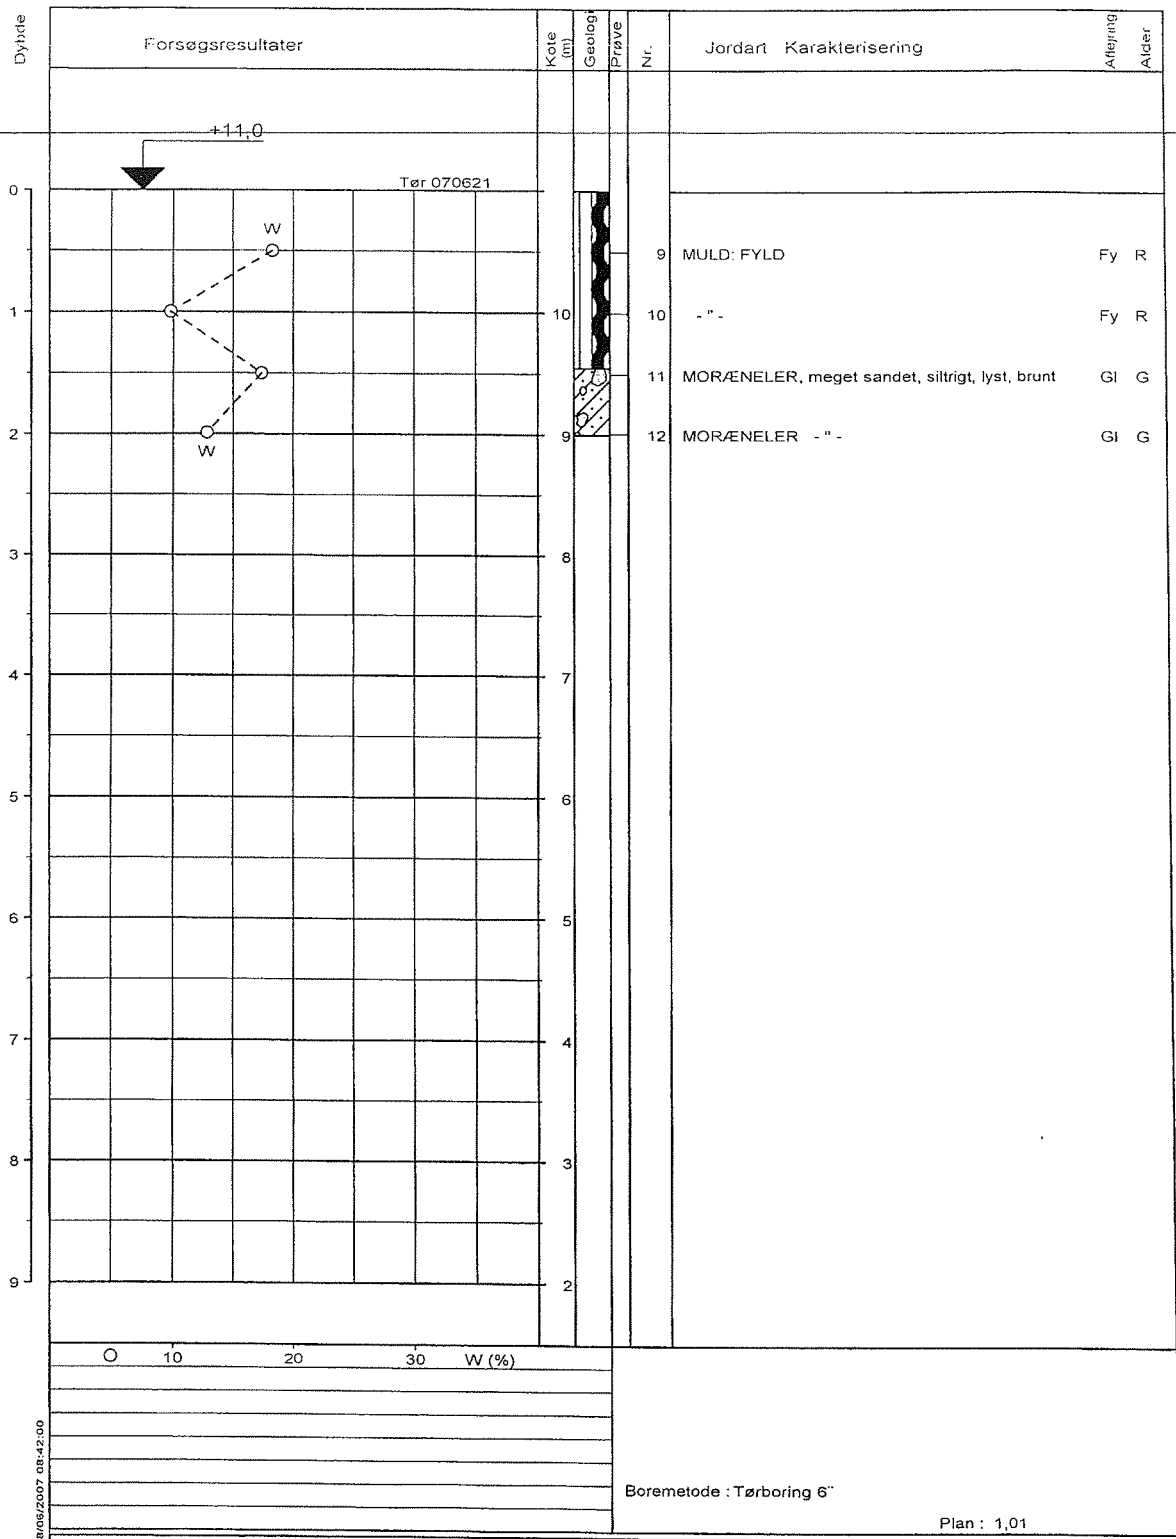 Dybde
Forsøgsresultater
Kote (m)
Geologi
Prøve
Nr.
Jordart Karakterisering
Aflejring
Alder
+11,0
Tør 070621
0
W
9 MULD: FYLD Fy R
1
10
10 - " - Fy R
11 MORÆNELER, meget sandet, siltrigt, lyst, brunt Gl G
2
W
9
12 MORÆNELER - " - Gl G
3
8
4
7
5
6
6
5
7
4
8
3
9
2
10 20 30 W (%)
8/06/2007 08:42:00
Boremetode : Tørboring 6"
Plan : 1,01